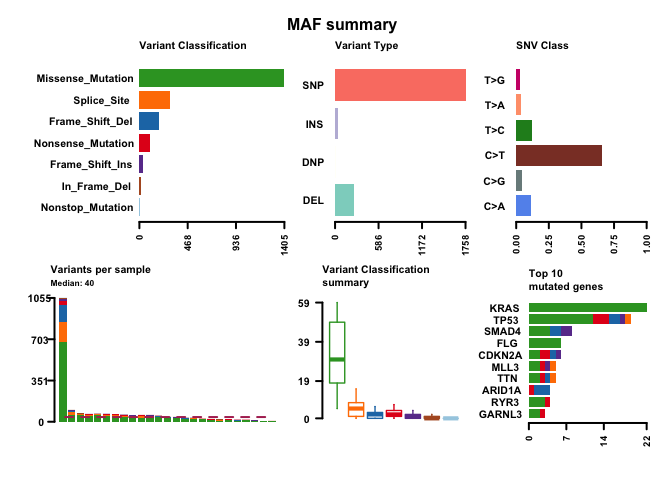 MAF summary
Variant Classification
Missense_Mutation
Splice_Site
Frame_Shift_Del
Nonsense_Mutation
Frame_Shift_Ins
In_Frame_Del
Nonstop_Mutation
0
468
936
1405
Variant Type
SNP
INS
DNP
DEL
0
586
1172
1758
SNV Class
T>G
T>A
T>C
C>T
C>G
C>A
0.00
0.25
0.50
0.75
1.00
Variants per sample
Median: 40
1055
703
351
0
Variant Classification
summary
59
39
19
0
Top 10
mutated genes
KRAS
TP53
SMAD4
FLG
CDKN2A
MLL3
TTN
ARID1A
RYR3
GARNL3
0
7
14
22